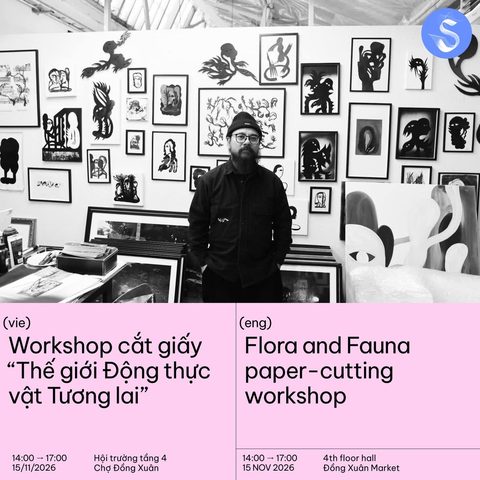 S
(vie)
Workshop cắt giấy
“Thế giới Động thực
vật Tương lai”
14:00 → 17:00
15/11/2026
Hội trường tầng 4
Chợ Đồng Xuân
(eng)
Flora and Fauna
paper-cutting
workshop
14:00 → 17:00
15 NOV 2026
4th floor hall
Đồng Xuân Market